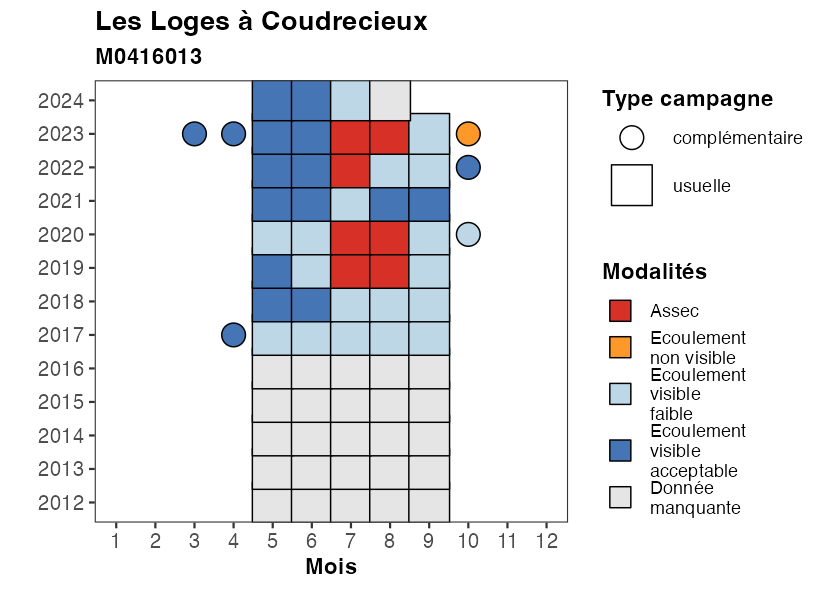 Les Loges à Coudrecieux
M0416013
2024
2023
2022
2021
2020
2019
2018
2017
2016
2015
2014
2013
2012
1 2 3 4 5 6 7 8 9 10 11 12
Mois
Type campagne
complémentaire
usuelle
Modalités
Assec
Ecoulement
non visible
Ecoulement
visible
faible
Ecoulement
visible
acceptable
Donnée
manquante